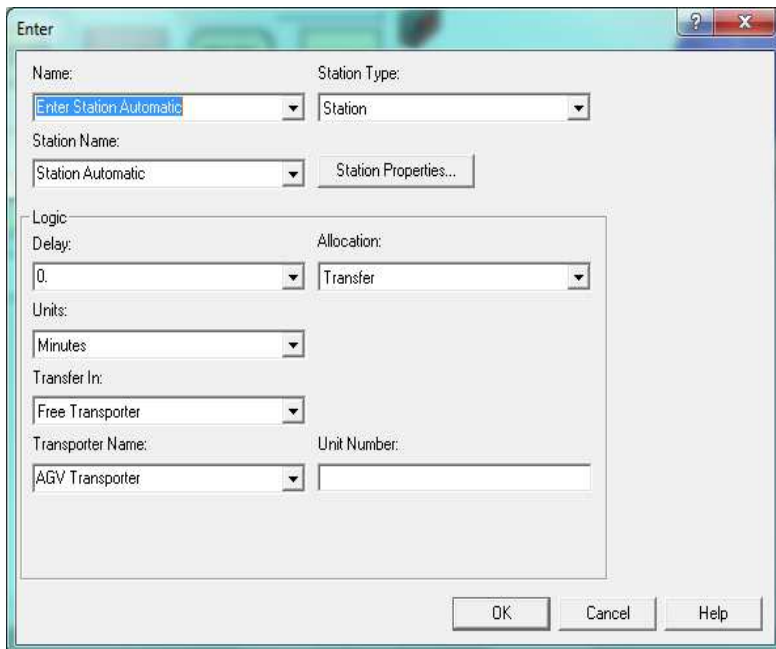 Enter
Name: Station Type:
Enter Station Automatic Station
Station Name:
Station Automatic Station Properties...
Logic
Delay: Allocation:
0. Transfer
Units:
Minutes
Transfer In:
Free Transporter
Transporter Name: Unit Number:
AGV Transporter
OK Cancel Help